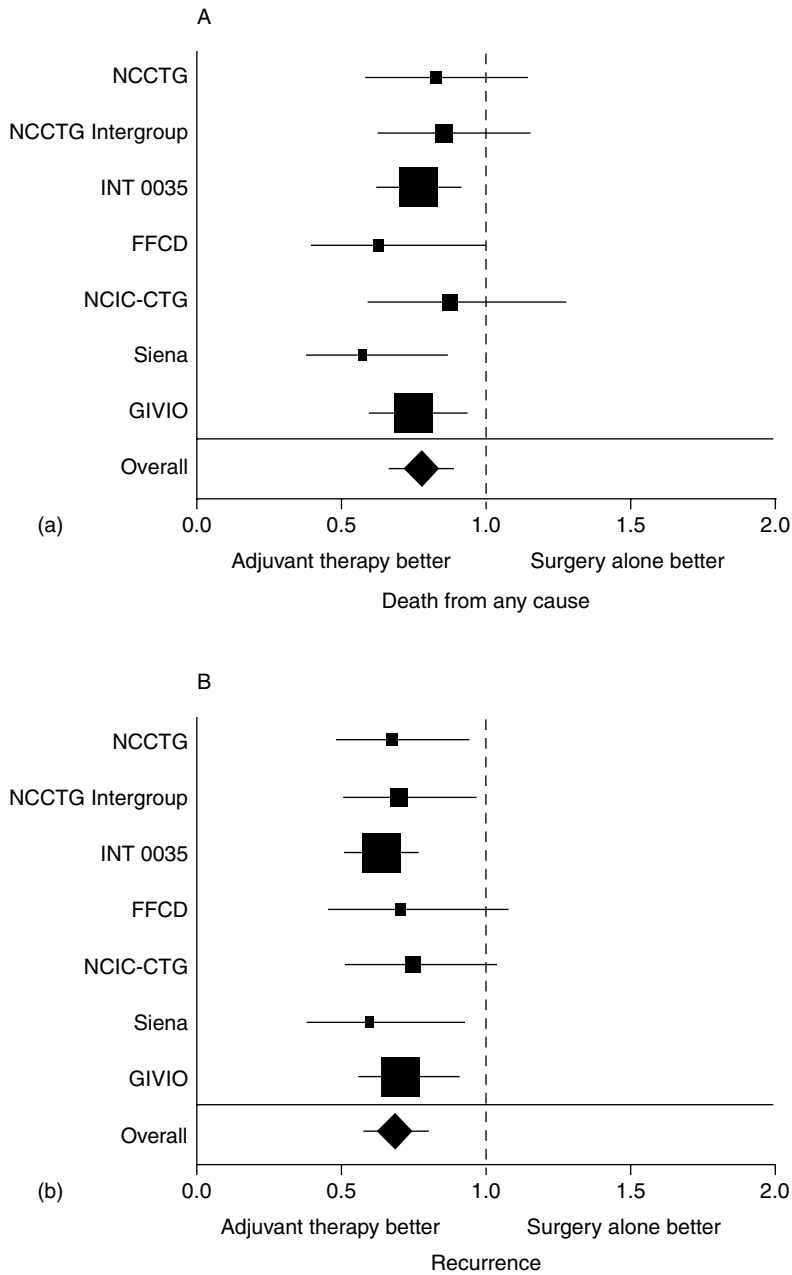 A
NCCTG
NCCTG Intergroup
INT 0035
FFCD
NCIC-CTG
Siena
GIVIO
Overall
(a)
0.0 0.5 1.0 1.5 2.0
Adjuvant therapy better Surgery alone better
Death from any cause
B
NCCTG
NCCTG Intergroup
INT 0035
FFCD
NCIC-CTG
Siena
GIVIO
Overall
(b)
0.0 0.5 1.0 1.5 2.0
Adjuvant therapy better Surgery alone better
Recurrence